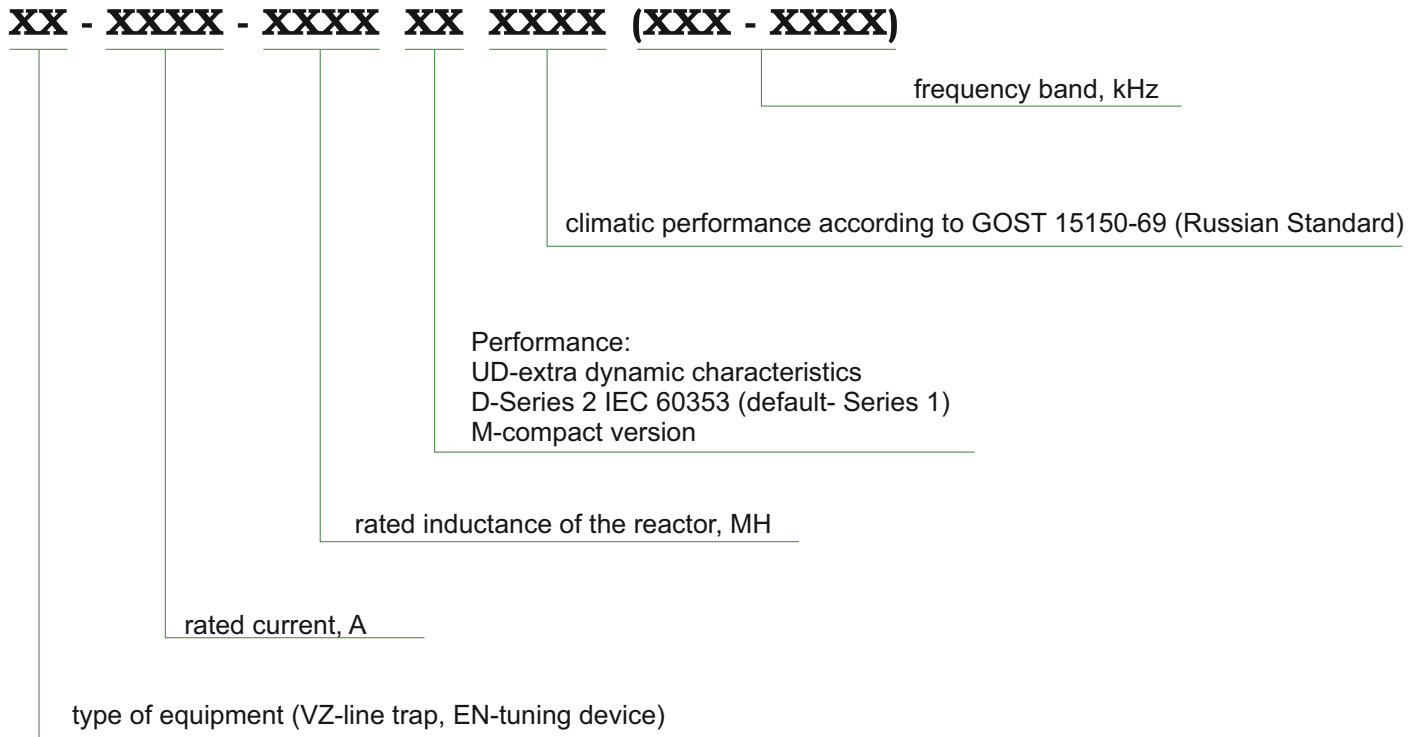 XX - XXXX - XXXX XX XXXX (XXX - XXXX)
frequency band, kHz
climatic performance according to GOST 15150-69 (Russian Standard)
Performance:
UD-extra dynamic characteristics
D-Series 2 IEC 60353 (default- Series 1)
M-compact version
rated inductance of the reactor, MH
rated current, A
type of equipment (VZ-line trap, EN-tuning device)